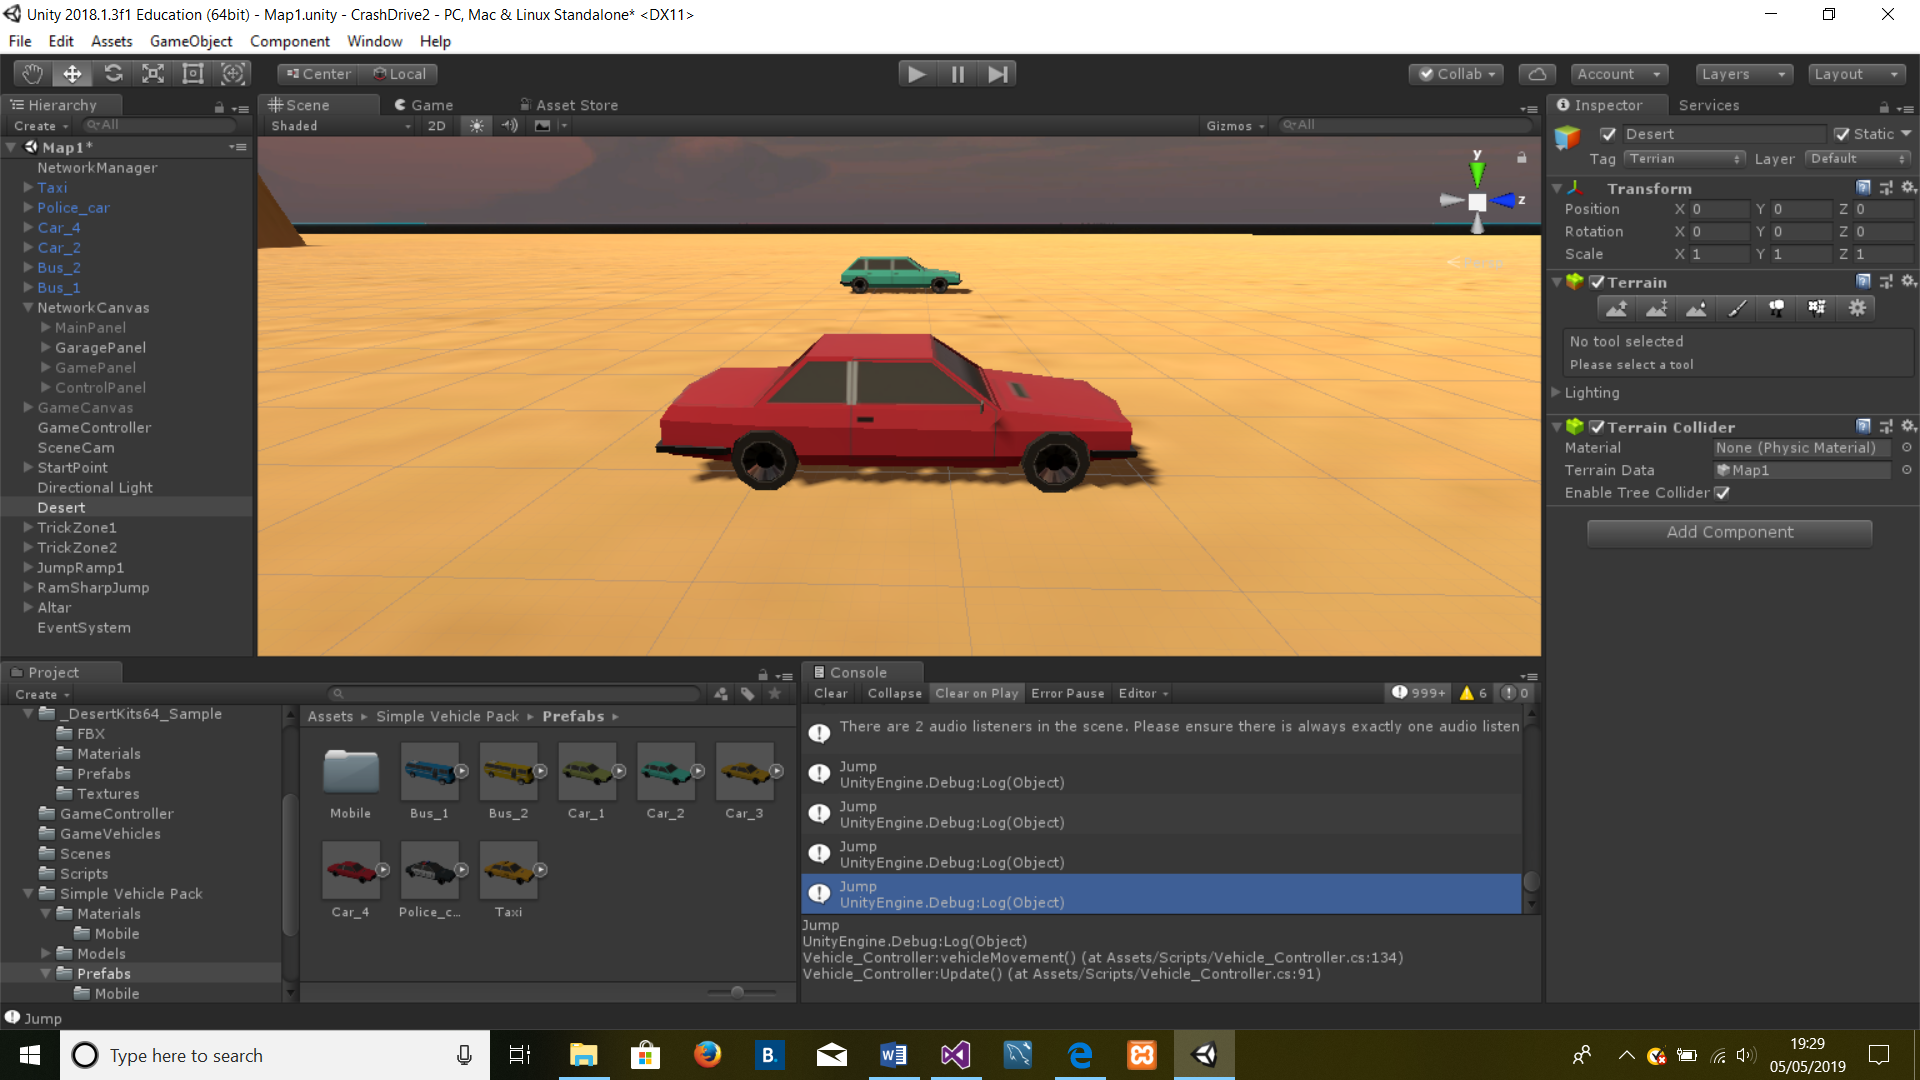 Unity 2018.1.3f1 Education (64bit) - Map1.unity - CrashDrive2 - PC, Mac & Linux Standalone* <DX11>
File Edit Assets GameObject Component Window Help
Center Local Collab Account Layers Layout
Hierarchy
Create All
Map1*
NetworkManager
Taxi
Police_car
Car_4
Car_2
Bus_2
Bus_1
NetworkCanvas
MainPanel
GaragePanel
GamePanel
ControlPanel
GameCanvas
GameController
SceneCam
StartPoint
Directional Light
Desert
TrickZone1
TrickZone2
JumpRamp1
RamSharpJump
Altar
EventSystem
Scene Game Asset Store
Shaded 2D Gizmos All
y
z
Persp
Inspector Services
Desert Static
Tag Terrian Layer Default
Transform
Position X 0 Y 0 Z 0
Rotation X 0 Y 0 Z 0
Scale X 1 Y 1 Z 1
Terrain
No tool selected
Please select a tool
Lighting
Terrain Collider
Material None (Physic Material)
Terrain Data Map1
Enable Tree Collider
Add Component
Project
Create
_DesertKits64_Sample
FBX
Materials
Prefabs
Textures
GameController
GameVehicles
Scenes
Scripts
Simple Vehicle Pack
Materials
Mobile
Models
Prefabs
Mobile
Assets Simple Vehicle Pack Prefabs
Mobile Bus_1 Bus_2 Car_1 Car_2 Car_3
Car_4 Police_c... Taxi
Console
Clear Collapse Clear on Play Error Pause Editor 999+ 6 0
There are 2 audio listeners in the scene. Please ensure there is always exactly one audio listen
Jump
UnityEngine.Debug:Log(Object)
Jump
UnityEngine.Debug:Log(Object)
Jump
UnityEngine.Debug:Log(Object)
Jump
UnityEngine.Debug:Log(Object)
Jump
UnityEngine.Debug:Log(Object)
Vehicle_Controller:vehicleMovement() (at Assets/Scripts/Vehicle_Controller.cs:134)
Vehicle_Controller:Update() (at Assets/Scripts/Vehicle_Controller.cs:91)
Jump
Type here to search
B.
19:29
05/05/2019